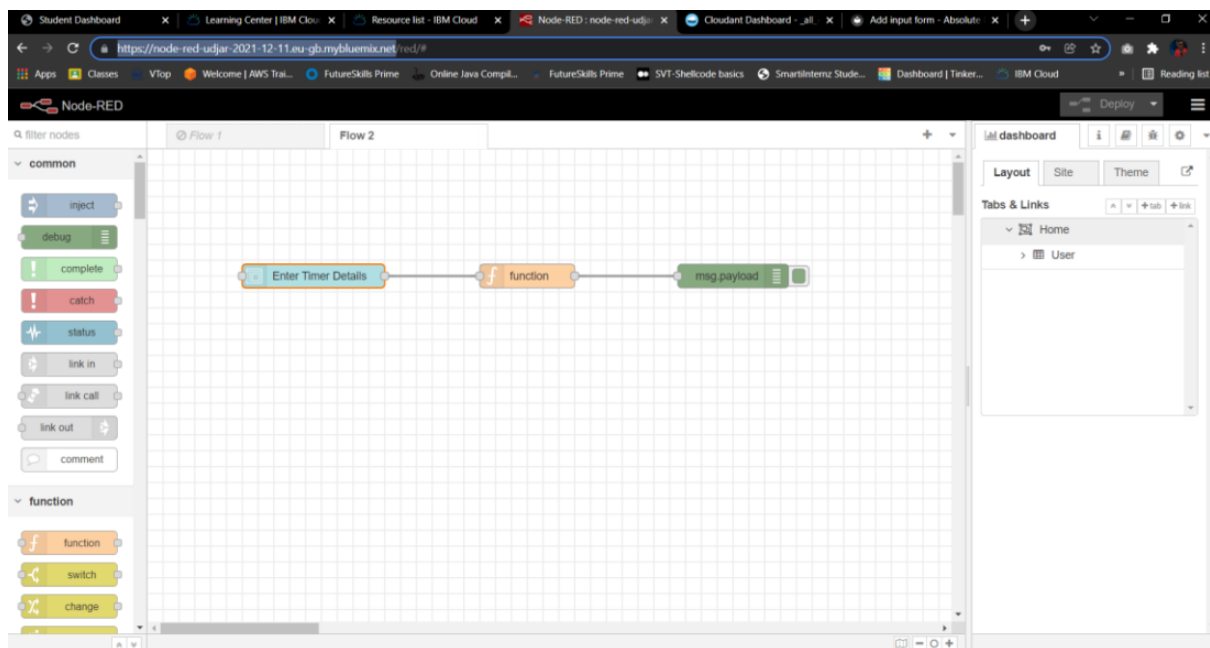 Student Dashboard
Learning Center | IBM Clou
Resource list - IBM Cloud
Node-RED : node-red-udja
Cloudant Dashboard - _all_
Add input form - Absolute
https://node-red-udjar-2021-12-11.eu-gb.mybluemix.net/red/#
Apps
Classes
VTop
Welcome | AWS Trai...
FutureSkills Prime
Online Java Compil...
FutureSkills Prime
SVT-Shellcode basics
SmartiInternz Stude...
Dashboard | Tinker...
IBM Cloud
»
Reading list
Node-RED
Deploy
filter nodes
Flow 1
Flow 2
dashboard
common
inject
debug
complete
catch
status
link in
link call
link out
comment
function
function
switch
change
Enter Timer Details
function
msg.payload
Layout
Site
Theme
Tabs & Links
+tab
+link
Home
User